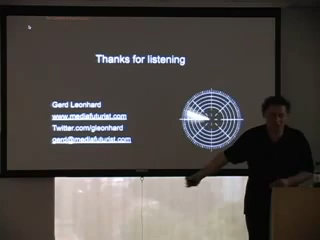 Thanks for listening
Gerd Leonhard
www.mediafuturist.com
Twitter.com/gleonhard
gerd@mediafuturist.com